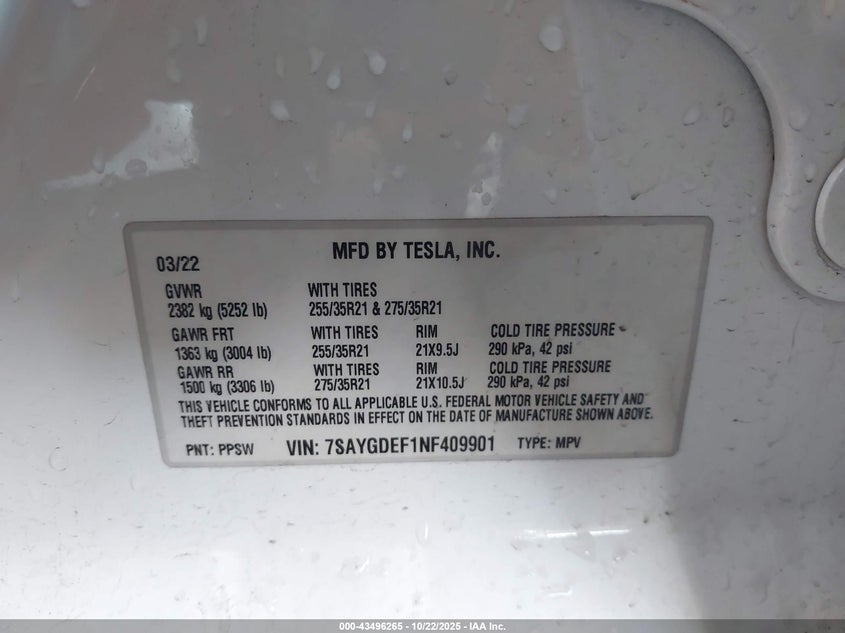 MFD BY TESLA, INC.
03/22
GVWR WITH TIRES
2382 kg (5252 lb) 255/35R21 & 275/35R21
GAWR FRT WITH TIRES RIM COLD TIRE PRESSURE
1363 kg (3004 lb) 255/35R21 21X9.5J 290 kPa, 42 psi
GAWR RR WITH TIRES RIM COLD TIRE PRESSURE
1500 kg (3306 lb) 275/35R21 21X10.5J 290 kPa, 42 psi
THIS VEHICLE CONFORMS TO ALL APPLICABLE U.S. FEDERAL MOTOR VEHICLE SAFETY AND
THEFT PREVENTION STANDARDS IN EFFECT ON THE DATE OF MANUFACTURE SHOWN ABOVE.
PNT: PPSW VIN: 7SAYGDEF1NF409901 TYPE: MPV
000-43496265 - 10/22/2025 - IAA Inc.